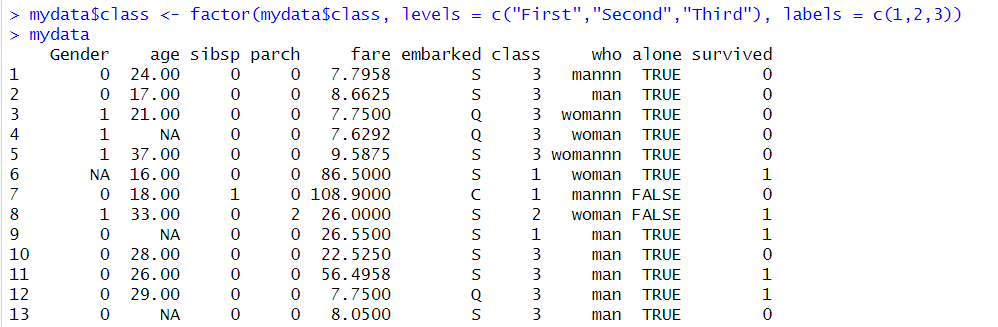 > mydata$class <- factor(mydata$class, levels = c("First","Second","Third"), labels = c(1,2,3))
> mydata
Gender age sibsp parch fare embarked class who alone survived
1 0 24.00 0 0 7.7958 S 3 mannn TRUE 0
2 0 17.00 0 0 8.6625 S 3 man TRUE 0
3 1 21.00 0 0 7.7500 Q 3 womann TRUE 0
4 1 NA 0 0 7.6292 Q 3 woman TRUE 0
5 1 37.00 0 0 9.5875 S 3 womannn TRUE 0
6 NA 16.00 0 0 86.5000 S 1 woman TRUE 1
7 0 18.00 1 0 108.9000 C 1 mannn FALSE 0
8 1 33.00 0 2 26.0000 S 2 woman FALSE 1
9 0 NA 0 0 26.5500 S 1 man TRUE 1
10 0 28.00 0 0 22.5250 S 3 man TRUE 0
11 0 26.00 0 0 56.4958 S 3 man TRUE 1
12 0 29.00 0 0 7.7500 Q 3 man TRUE 1
13 0 NA 0 0 8.0500 S 3 man TRUE 0